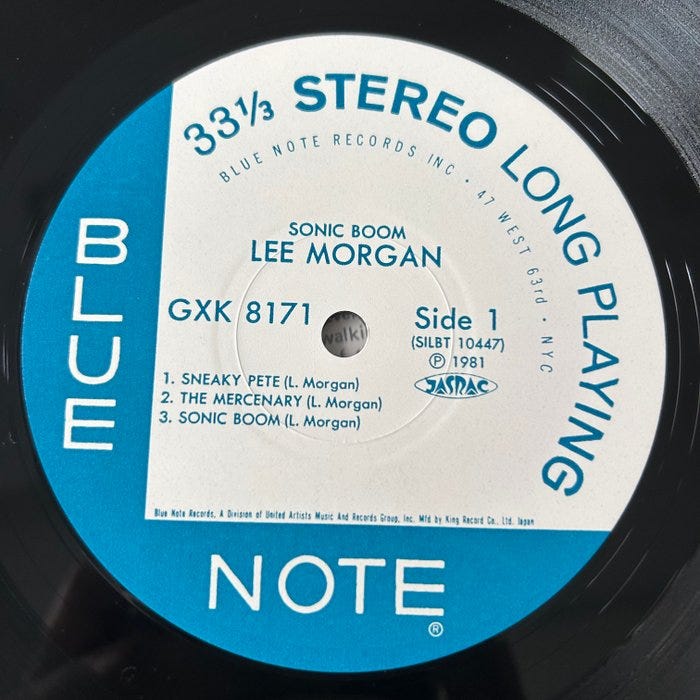 33⅓ STEREO LONG PLAYING
BLUE NOTE RECORDS INC • 47 WEST 63rd • NYC
SONIC BOOM
LEE MORGAN
GXK 8171
Side 1
(SILBT 10447)
Ⓟ 1981
JASRAC
1. SNEAKY PETE (L. Morgan)
2. THE MERCENARY (L. Morgan)
3. SONIC BOOM (L. Morgan)
Blue Note Records, A Division of United Artists Music And Records Group, Inc. Mfd by King Record Co., Ltd. Japan
BLUE
NOTE
®